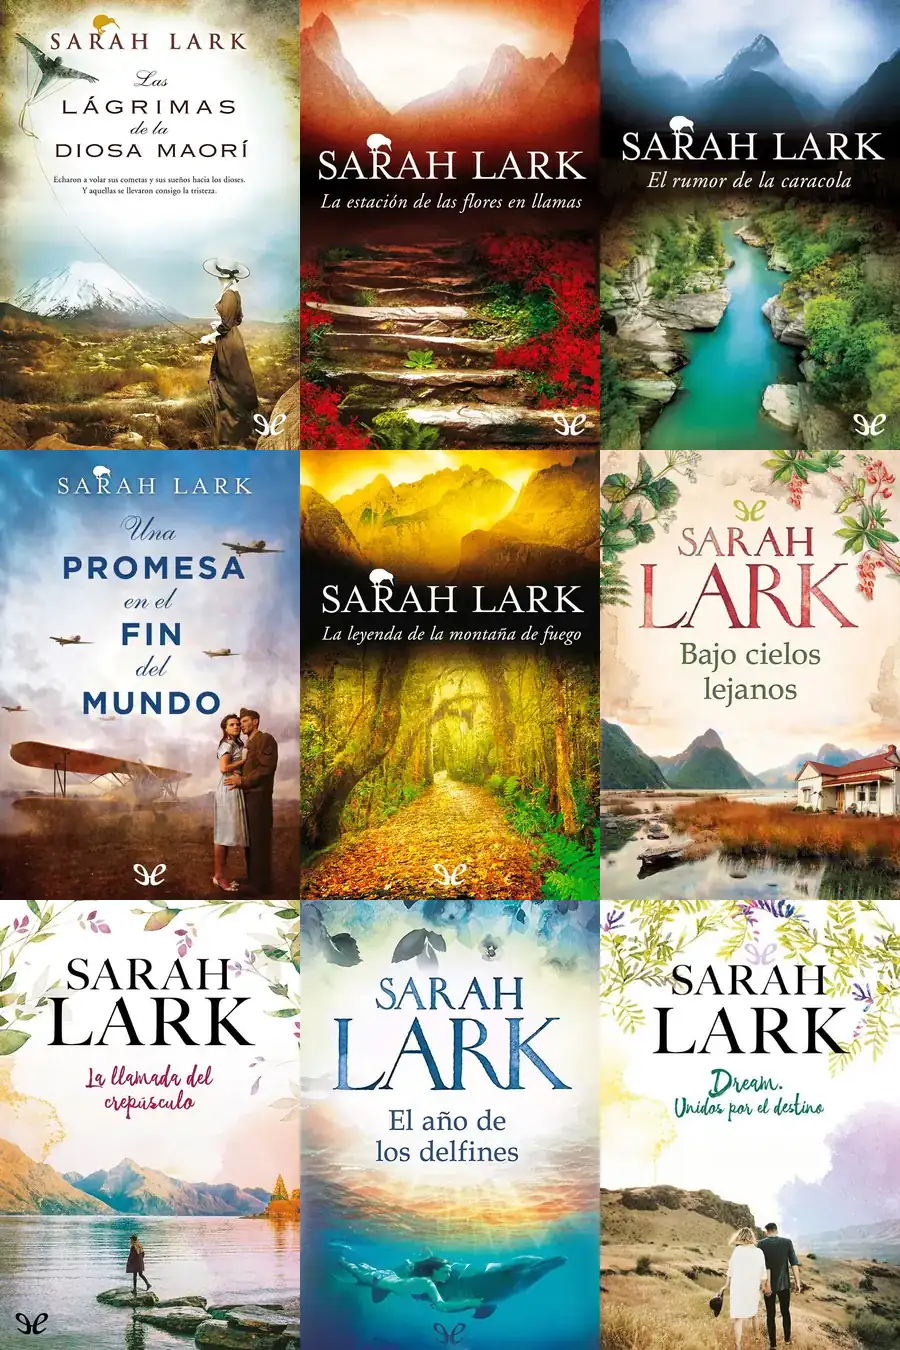 SARAH LARK
Las
LÁGRIMAS
de la
DIOSA MAORÍ
Echaron a volar sus cometas y sus sueños hacia los dioses.
Y aquellas se llevaron consigo la tristeza.
SARAH LARK
La estación de las flores en llamas
SARAH LARK
El rumor de la caracola
SARAH LARK
Una
PROMESA
en el
FIN
del
MUNDO
SARAH LARK
La leyenda de la montaña de fuego
SARAH
LARK
Bajo cielos
lejanos
SARAH
LARK
La llamada del
crepúsculo
SARAH
LARK
El año de
los delfines
SARAH
LARK
Dream.
Unidos por el destino